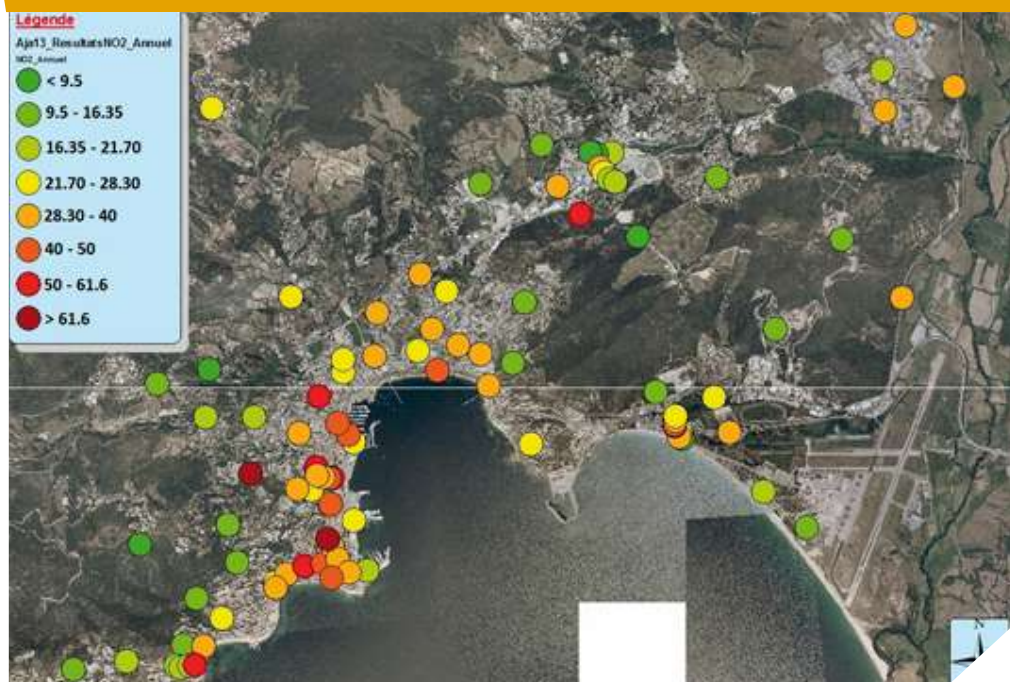 Légende
Aja13_ResultatsNO2_Annuel
NO2_Annuel
< 9.5
9.5 - 16.35
16.35 - 21.70
21.70 - 28.30
28.30 - 40
40 - 50
50 - 61.6
> 61.6
N